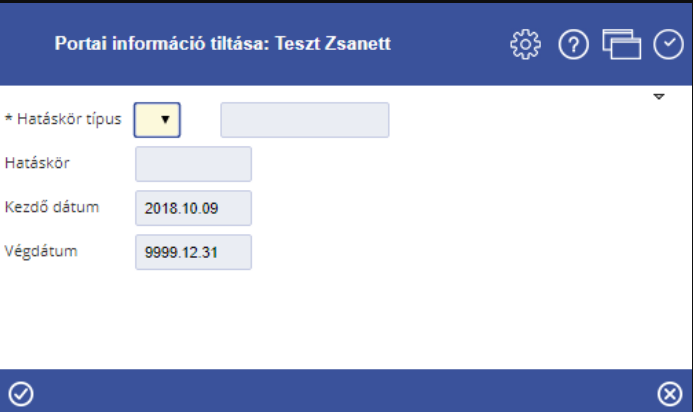 Portai információ tiltása: Teszt Zsanett
* Hatáskör típus
Hatáskör
Kezdő dátum 2018.10.09
Végdátum 9999.12.31